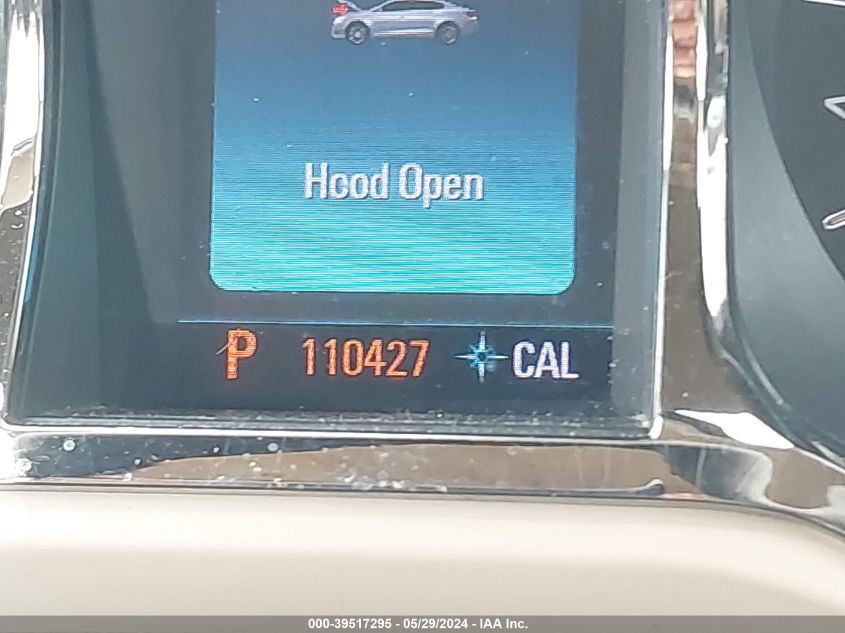 Hood Open
P 110427 CAL
000-39517295 - 05/29/2024 - IAA Inc.